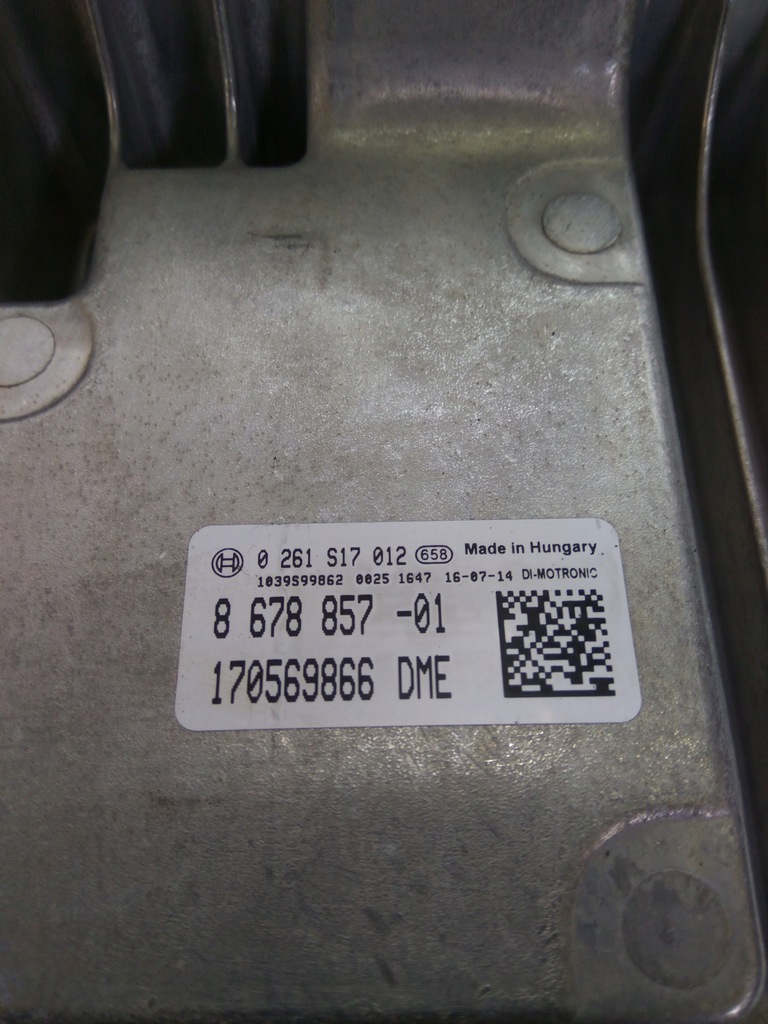 0 261 S17 012 658 Made in Hungary
1039S99862 0025 1647 16-07-14 DI-MOTRONIC
8 678 857 -01
170569866 DME